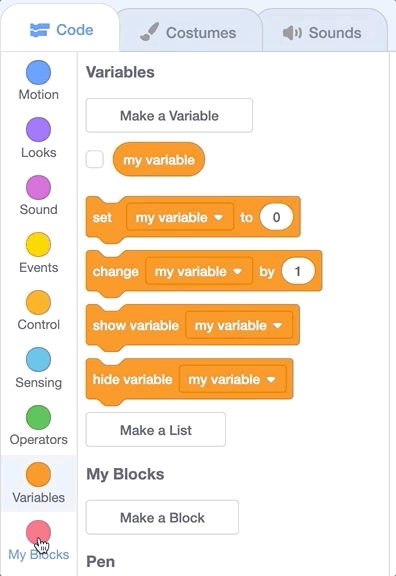 Code
Costumes
Sounds
Motion
Looks
Sound
Events
Control
Sensing
Operators
Variables
My Blocks
Variables
Make a Variable
my variable
set my variable to 0
change my variable by 1
show variable my variable
hide variable my variable
Make a List
My Blocks
Make a Block
Pen